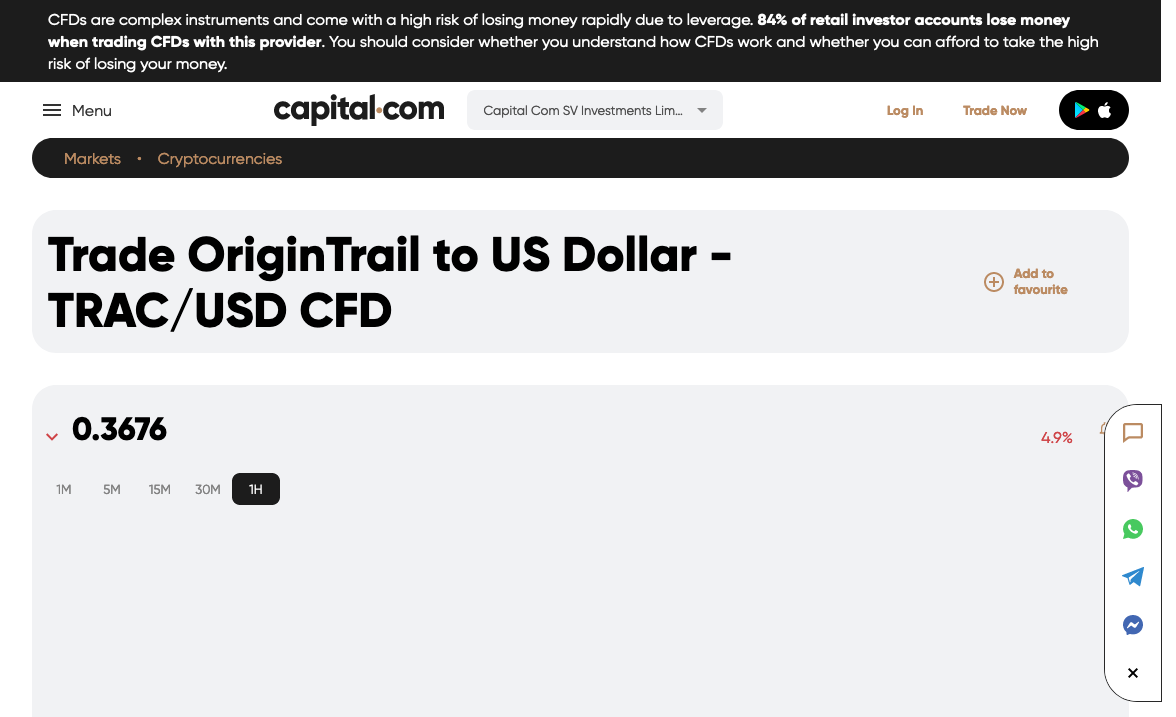 CFDs are complex instruments and come with a high risk of losing money rapidly due to leverage. 84% of retail investor accounts lose money
when trading CFDs with this provider. You should consider whether you understand how CFDs work and whether you can afford to take the high
risk of losing your money.
Menu
capital.com
Capital Com SV Investments Lim...
Log In
Trade Now
Markets • Cryptocurrencies
Trade OriginTrail to US Dollar -
TRAC/USD CFD
Add to
favourite
0.3676
4.9%
1M 5M 15M 30M 1H